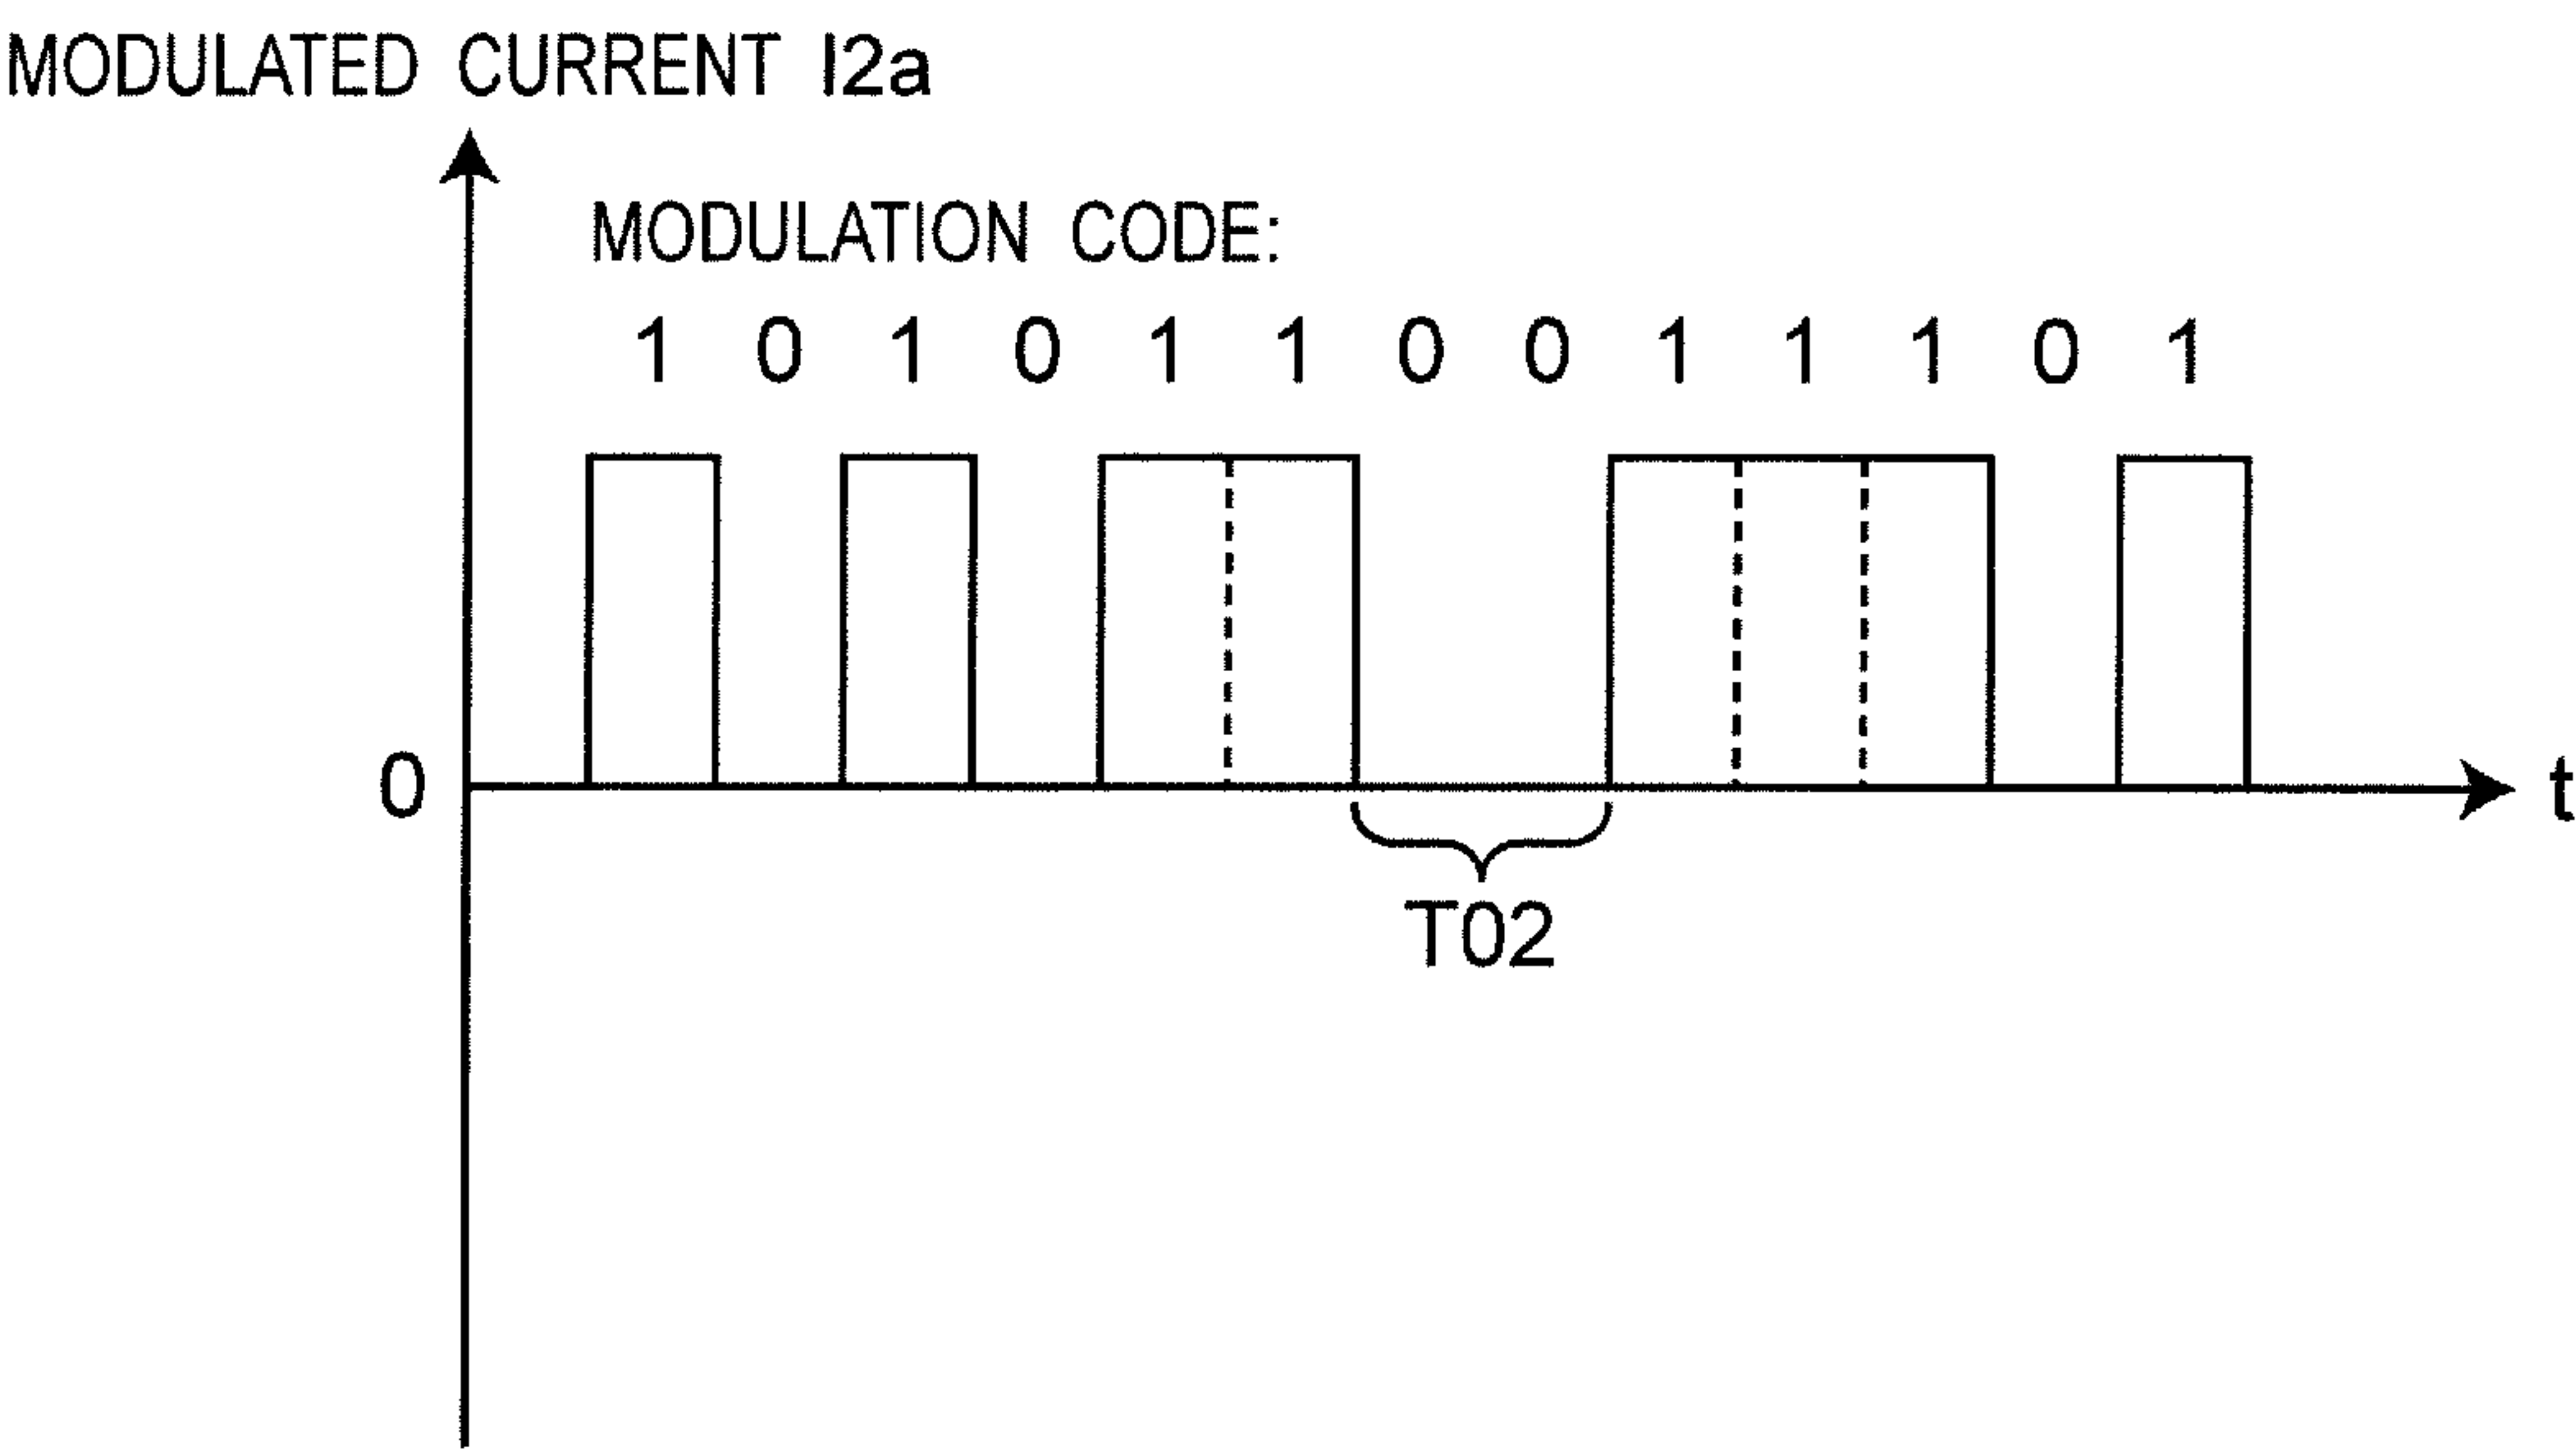 MODULATED CURRENT I2a
MODULATION CODE:
1 0 1 0 1 1 0 0 1 1 1 0 1
0
t
T02